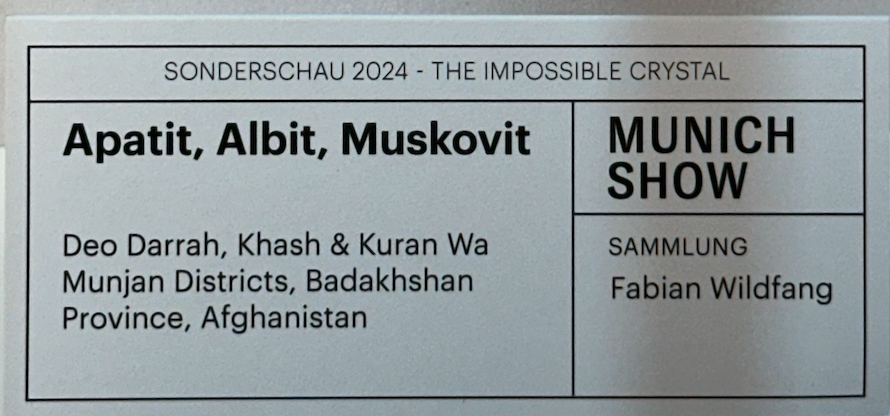 SONDERSCHAU 2024 - THE IMPOSSIBLE CRYSTAL
Apatit, Albit, Muskovit
Deo Darrah, Khash & Kuran Wa
Munjan Districts, Badakhshan
Province, Afghanistan
MUNICH
SHOW
SAMMLUNG
Fabian Wildfang